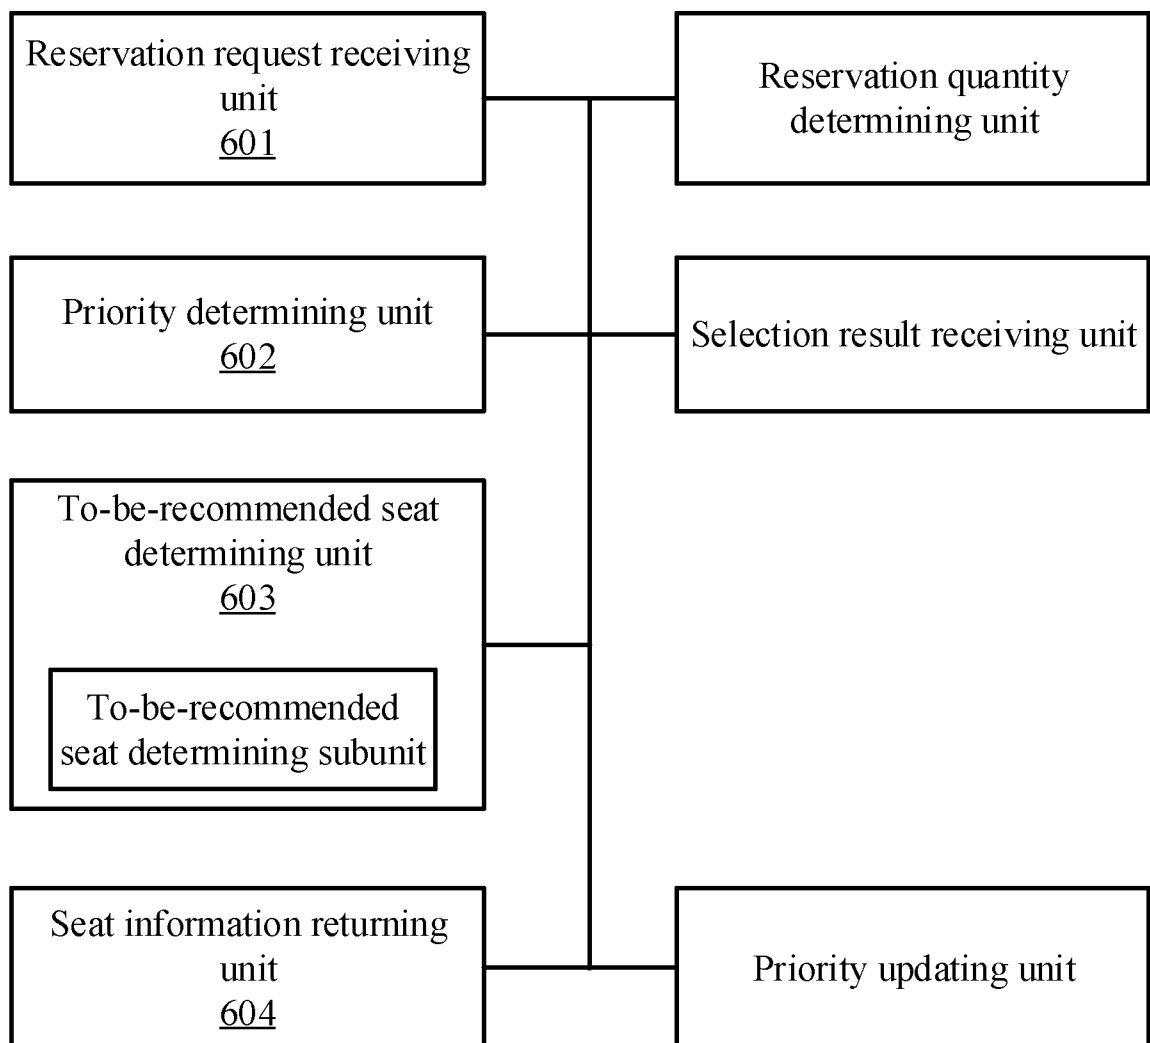 Reservation request receiving
unit
601
Reservation quantity
determining unit
Priority determining unit
602
Selection result receiving unit
To-be-recommended seat
determining unit
603
To-be-recommended
seat determining subunit
Seat information returning
unit
604
Priority updating unit